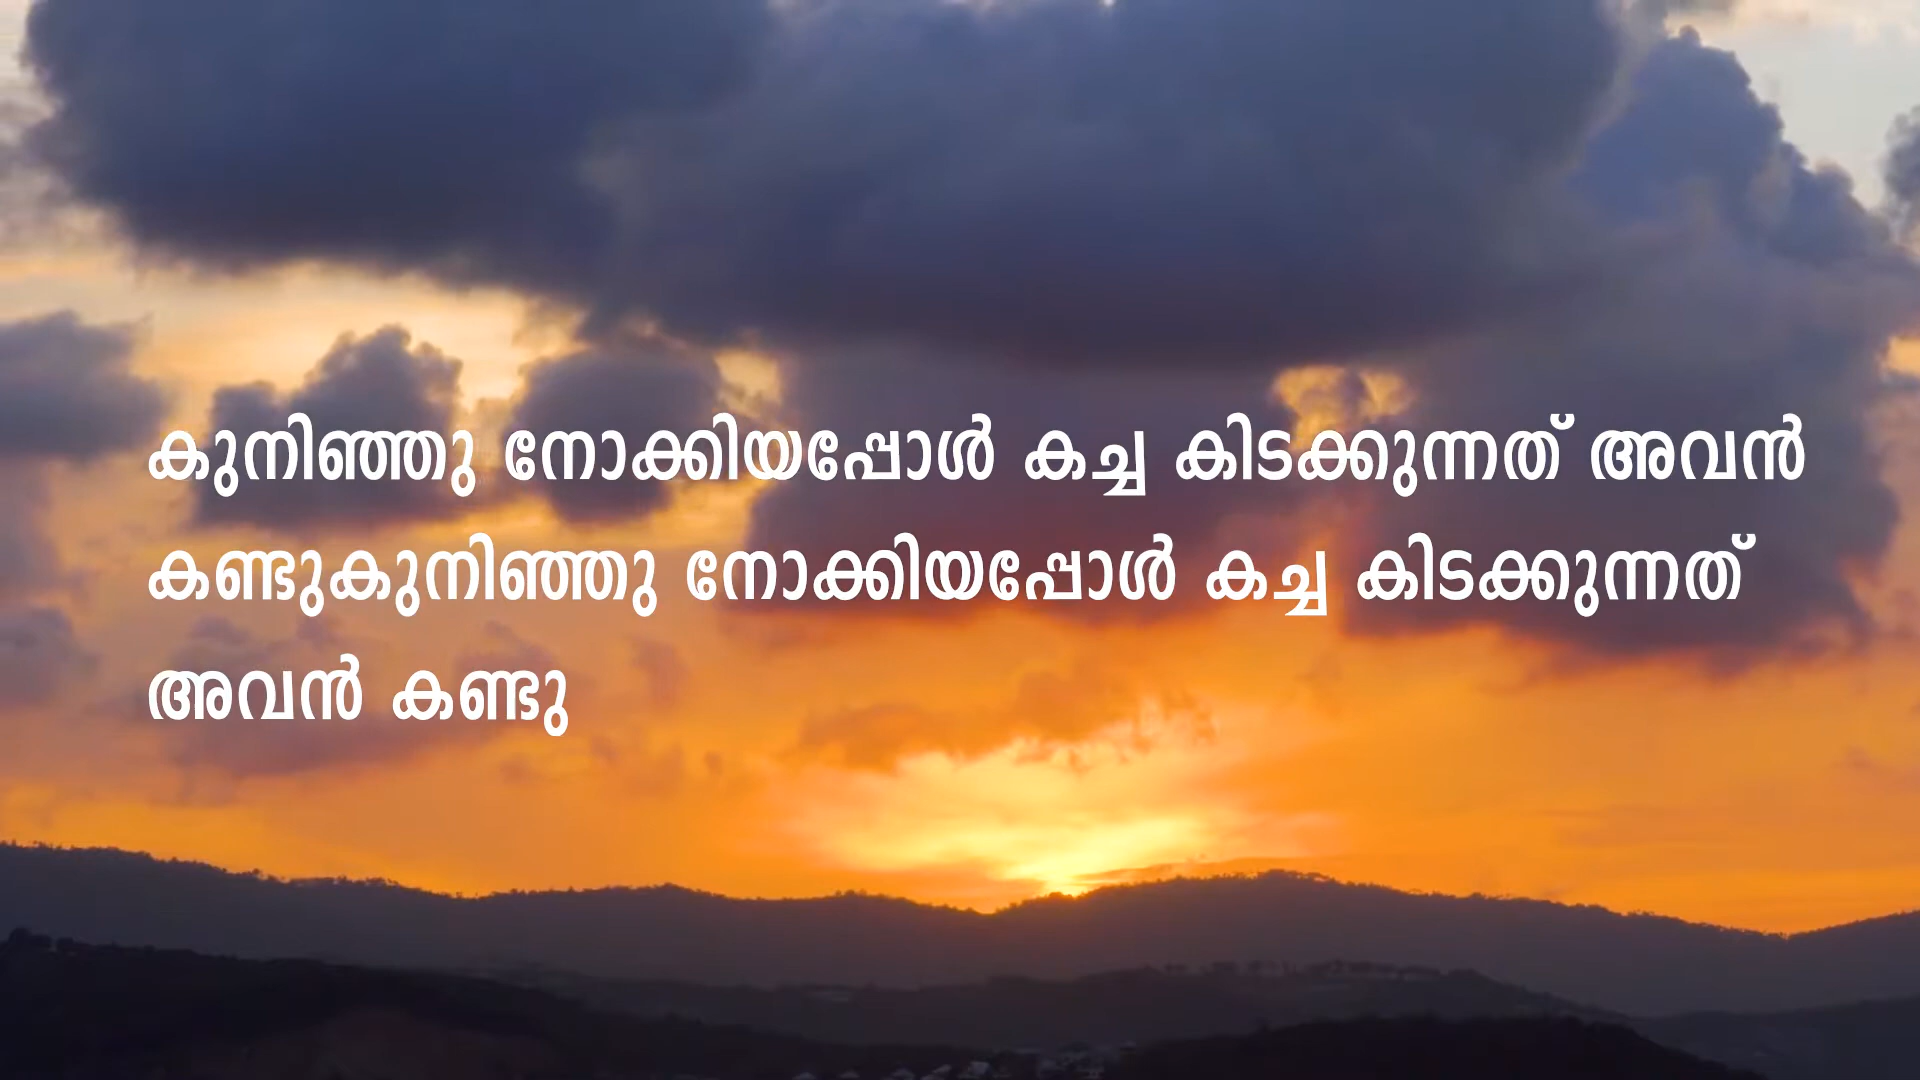 കുനിഞ്ഞു നോക്കിയപ്പോൾ കച്ച കിടക്കുന്നത് അവൻ
കണ്ടുകുനിഞ്ഞു നോക്കിയപ്പോൾ കച്ച കിടക്കുന്നത്
അവൻ കണ്ടു